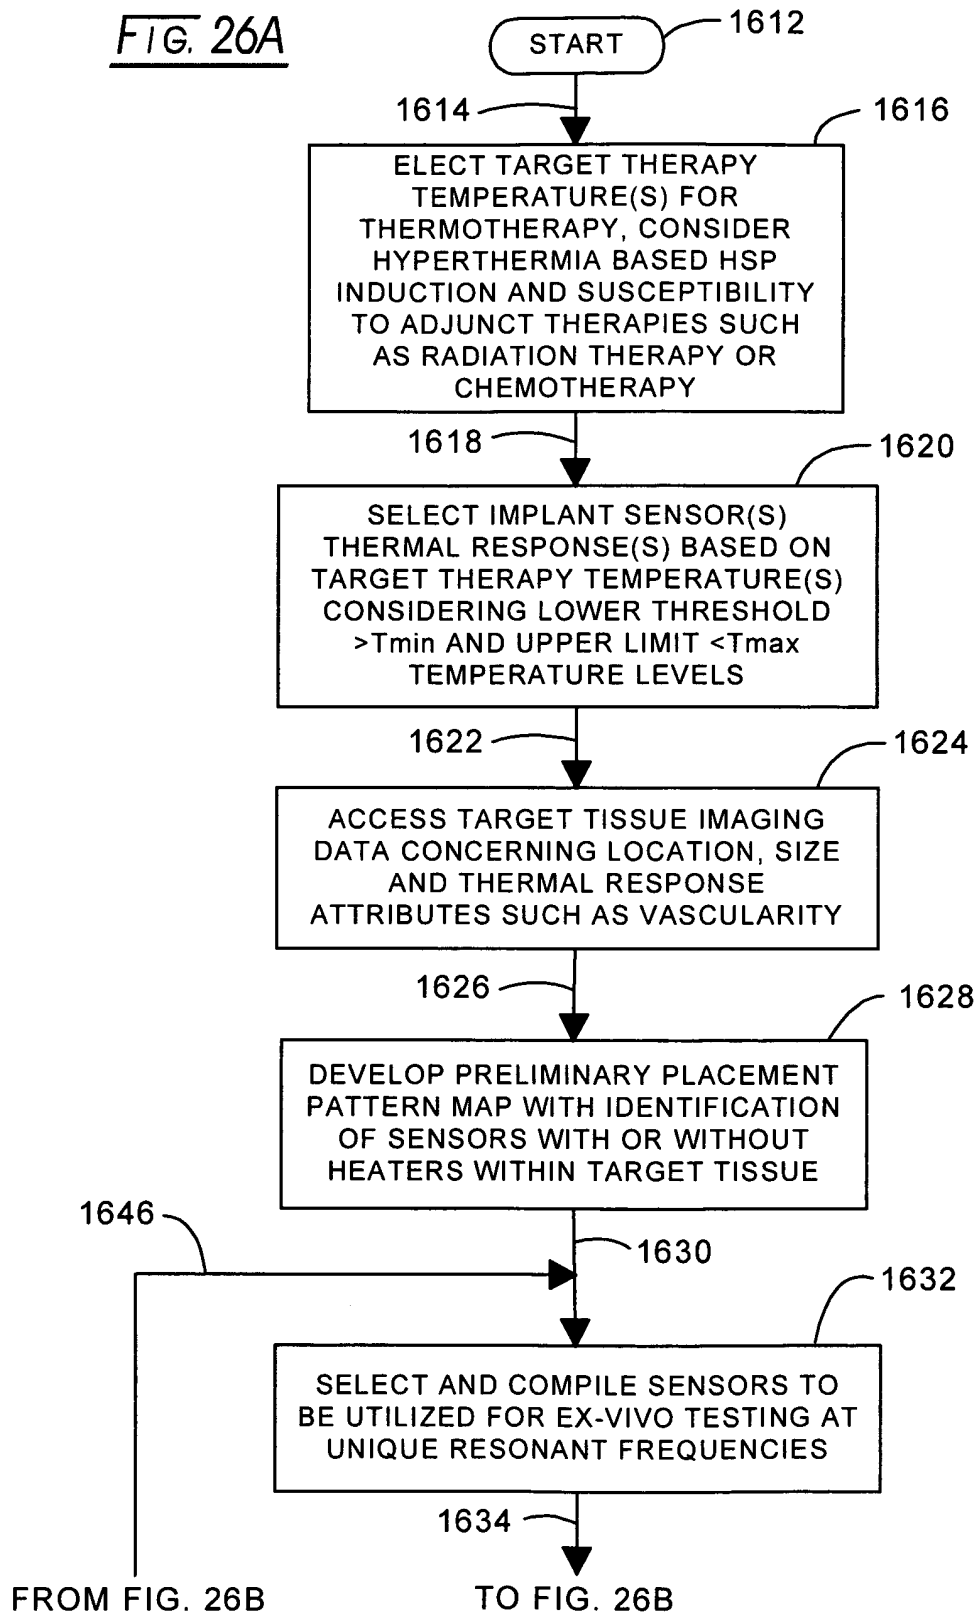 FIG. 26A
1612
START
1614
1616
ELECT TARGET THERAPY
TEMPERATURE(S) FOR
THERMOTHERAPY, CONSIDER
HYPERTHERMIA BASED HSP
INDUCTION AND SUSCEPTIBILITY
TO ADJUNCT THERAPIES SUCH
AS RADIATION THERAPY OR
CHEMOTHERAPY
1618
1620
SELECT IMPLANT SENSOR(S)
THERMAL RESPONSE(S) BASED ON
TARGET THERAPY TEMPERATURE(S)
CONSIDERING LOWER THRESHOLD
>Tmin AND UPPER LIMIT <Tmax
TEMPERATURE LEVELS
1622
1624
ACCESS TARGET TISSUE IMAGING
DATA CONCERNING LOCATION, SIZE
AND THERMAL RESPONSE
ATTRIBUTES SUCH AS VASCULARITY
1626
1628
DEVELOP PRELIMINARY PLACEMENT
PATTERN MAP WITH IDENTIFICATION
OF SENSORS WITH OR WITHOUT
HEATERS WITHIN TARGET TISSUE
1646
1630
1632
SELECT AND COMPILE SENSORS TO
BE UTILIZED FOR EX-VIVO TESTING AT
UNIQUE RESONANT FREQUENCIES
1634
FROM FIG. 26B
TO FIG. 26B